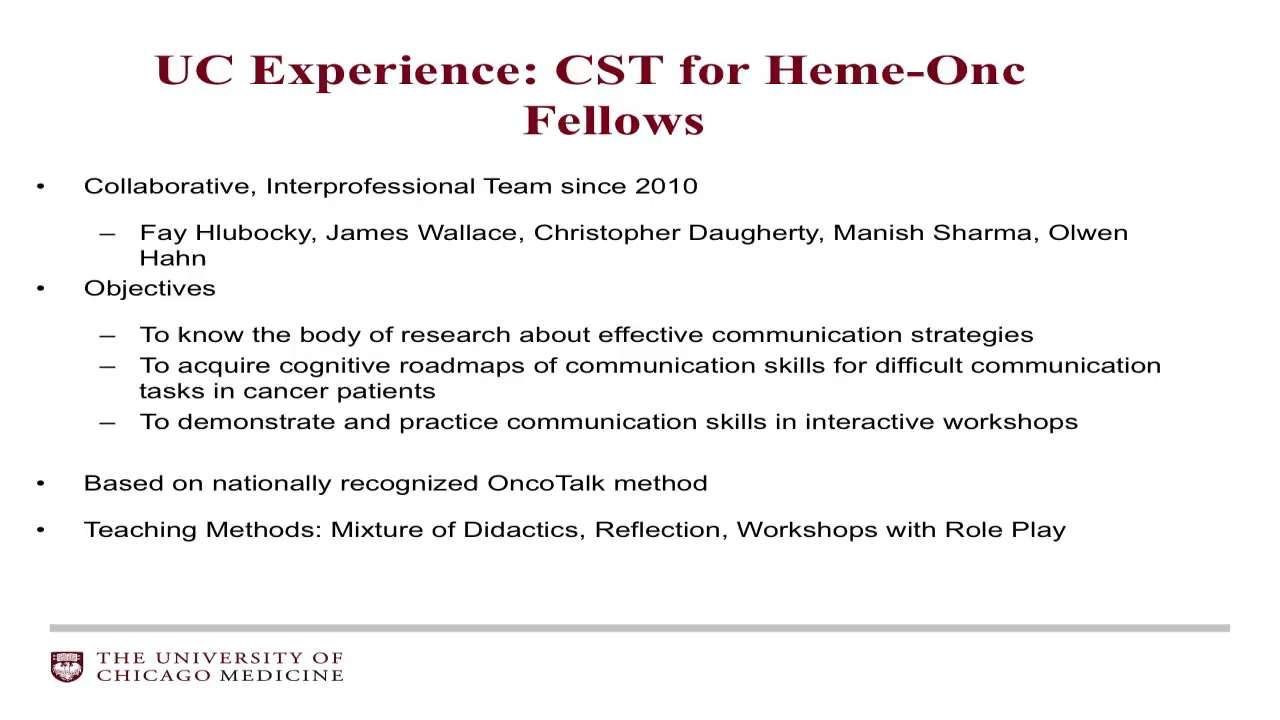 UC Experience: CST for Heme-Onc
Fellows
• Collaborative, Interprofessional Team since 2010
– Fay Hlubocky, James Wallace, Christopher Daugherty, Manish Sharma, Olwen
Hahn
• Objectives
– To know the body of research about effective communication strategies
– To acquire cognitive roadmaps of communication skills for difficult communication
tasks in cancer patients
– To demonstrate and practice communication skills in interactive workshops
• Based on nationally recognized OncoTalk method
• Teaching Methods: Mixture of Didactics, Reflection, Workshops with Role Play
THE UNIVERSITY OF
CHICAGO MEDICINE